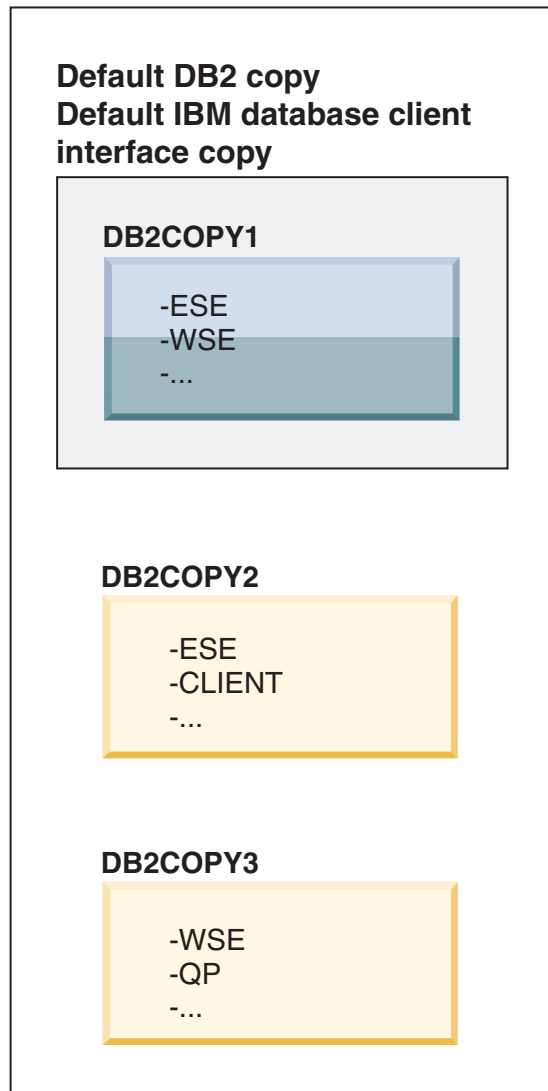 Default DB2 copy
Default IBM database client
interface copy
DB2COPY1
-ESE
-WSE
-...
DB2COPY2
-ESE
-CLIENT
-...
DB2COPY3
-WSE
-QP
-...